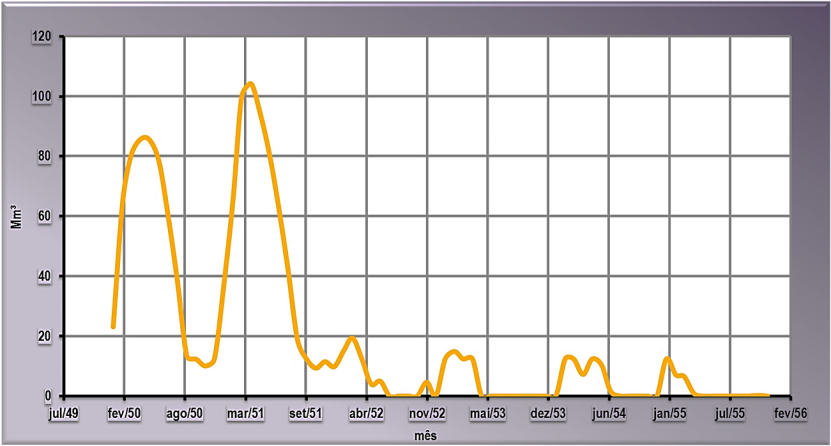 120
100
80
60
40
20
0
Mm³
jul/49 fev/50 ago/50 mar/51 set/51 abr/52 nov/52 mai/53 dez/53 jun/54 jan/55 jul/55 fev/56
mês